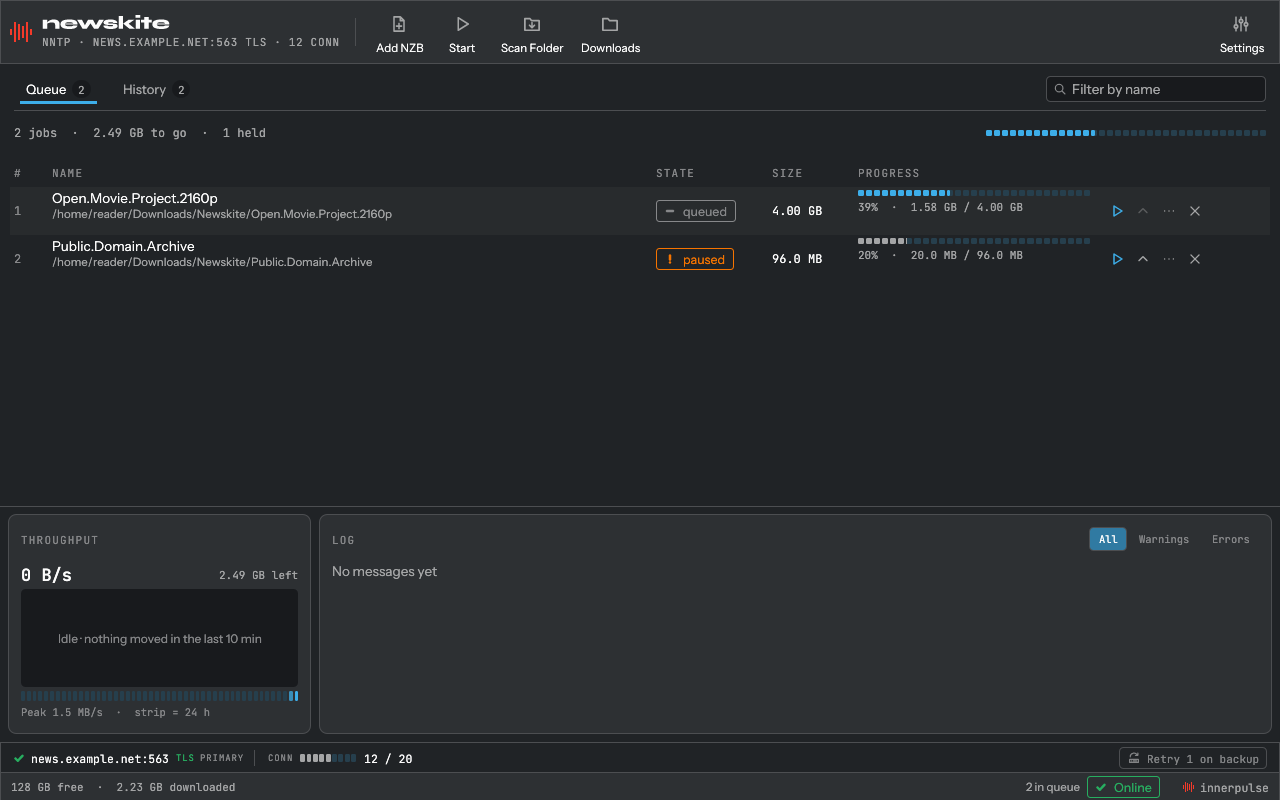 newskite
NNTP · NEWS.EXAMPLE.NET:563 TLS · 12 CONN
Add NZB
Start
Scan Folder
Downloads
Settings
Queue 2
History 2
Filter by name
2 jobs · 2.49 GB to go · 1 held
# NAME STATE SIZE PROGRESS
1 Open.Movie.Project.2160p
/home/reader/Downloads/Newskite/Open.Movie.Project.2160p
queued
4.00 GB
39% · 1.58 GB / 4.00 GB
2 Public.Domain.Archive
/home/reader/Downloads/Newskite/Public.Domain.Archive
! paused
96.0 MB
20% · 20.0 MB / 96.0 MB
THROUGHPUT
0 B/s
2.49 GB left
Idle · nothing moved in the last 10 min
Peak 1.5 MB/s · strip = 24 h
LOG
All
Warnings
Errors
No messages yet
news.example.net:563 TLS PRIMARY
CONN 12 / 20
Retry 1 on backup
128 GB free · 2.23 GB downloaded
2 in queue
Online
innerpulse